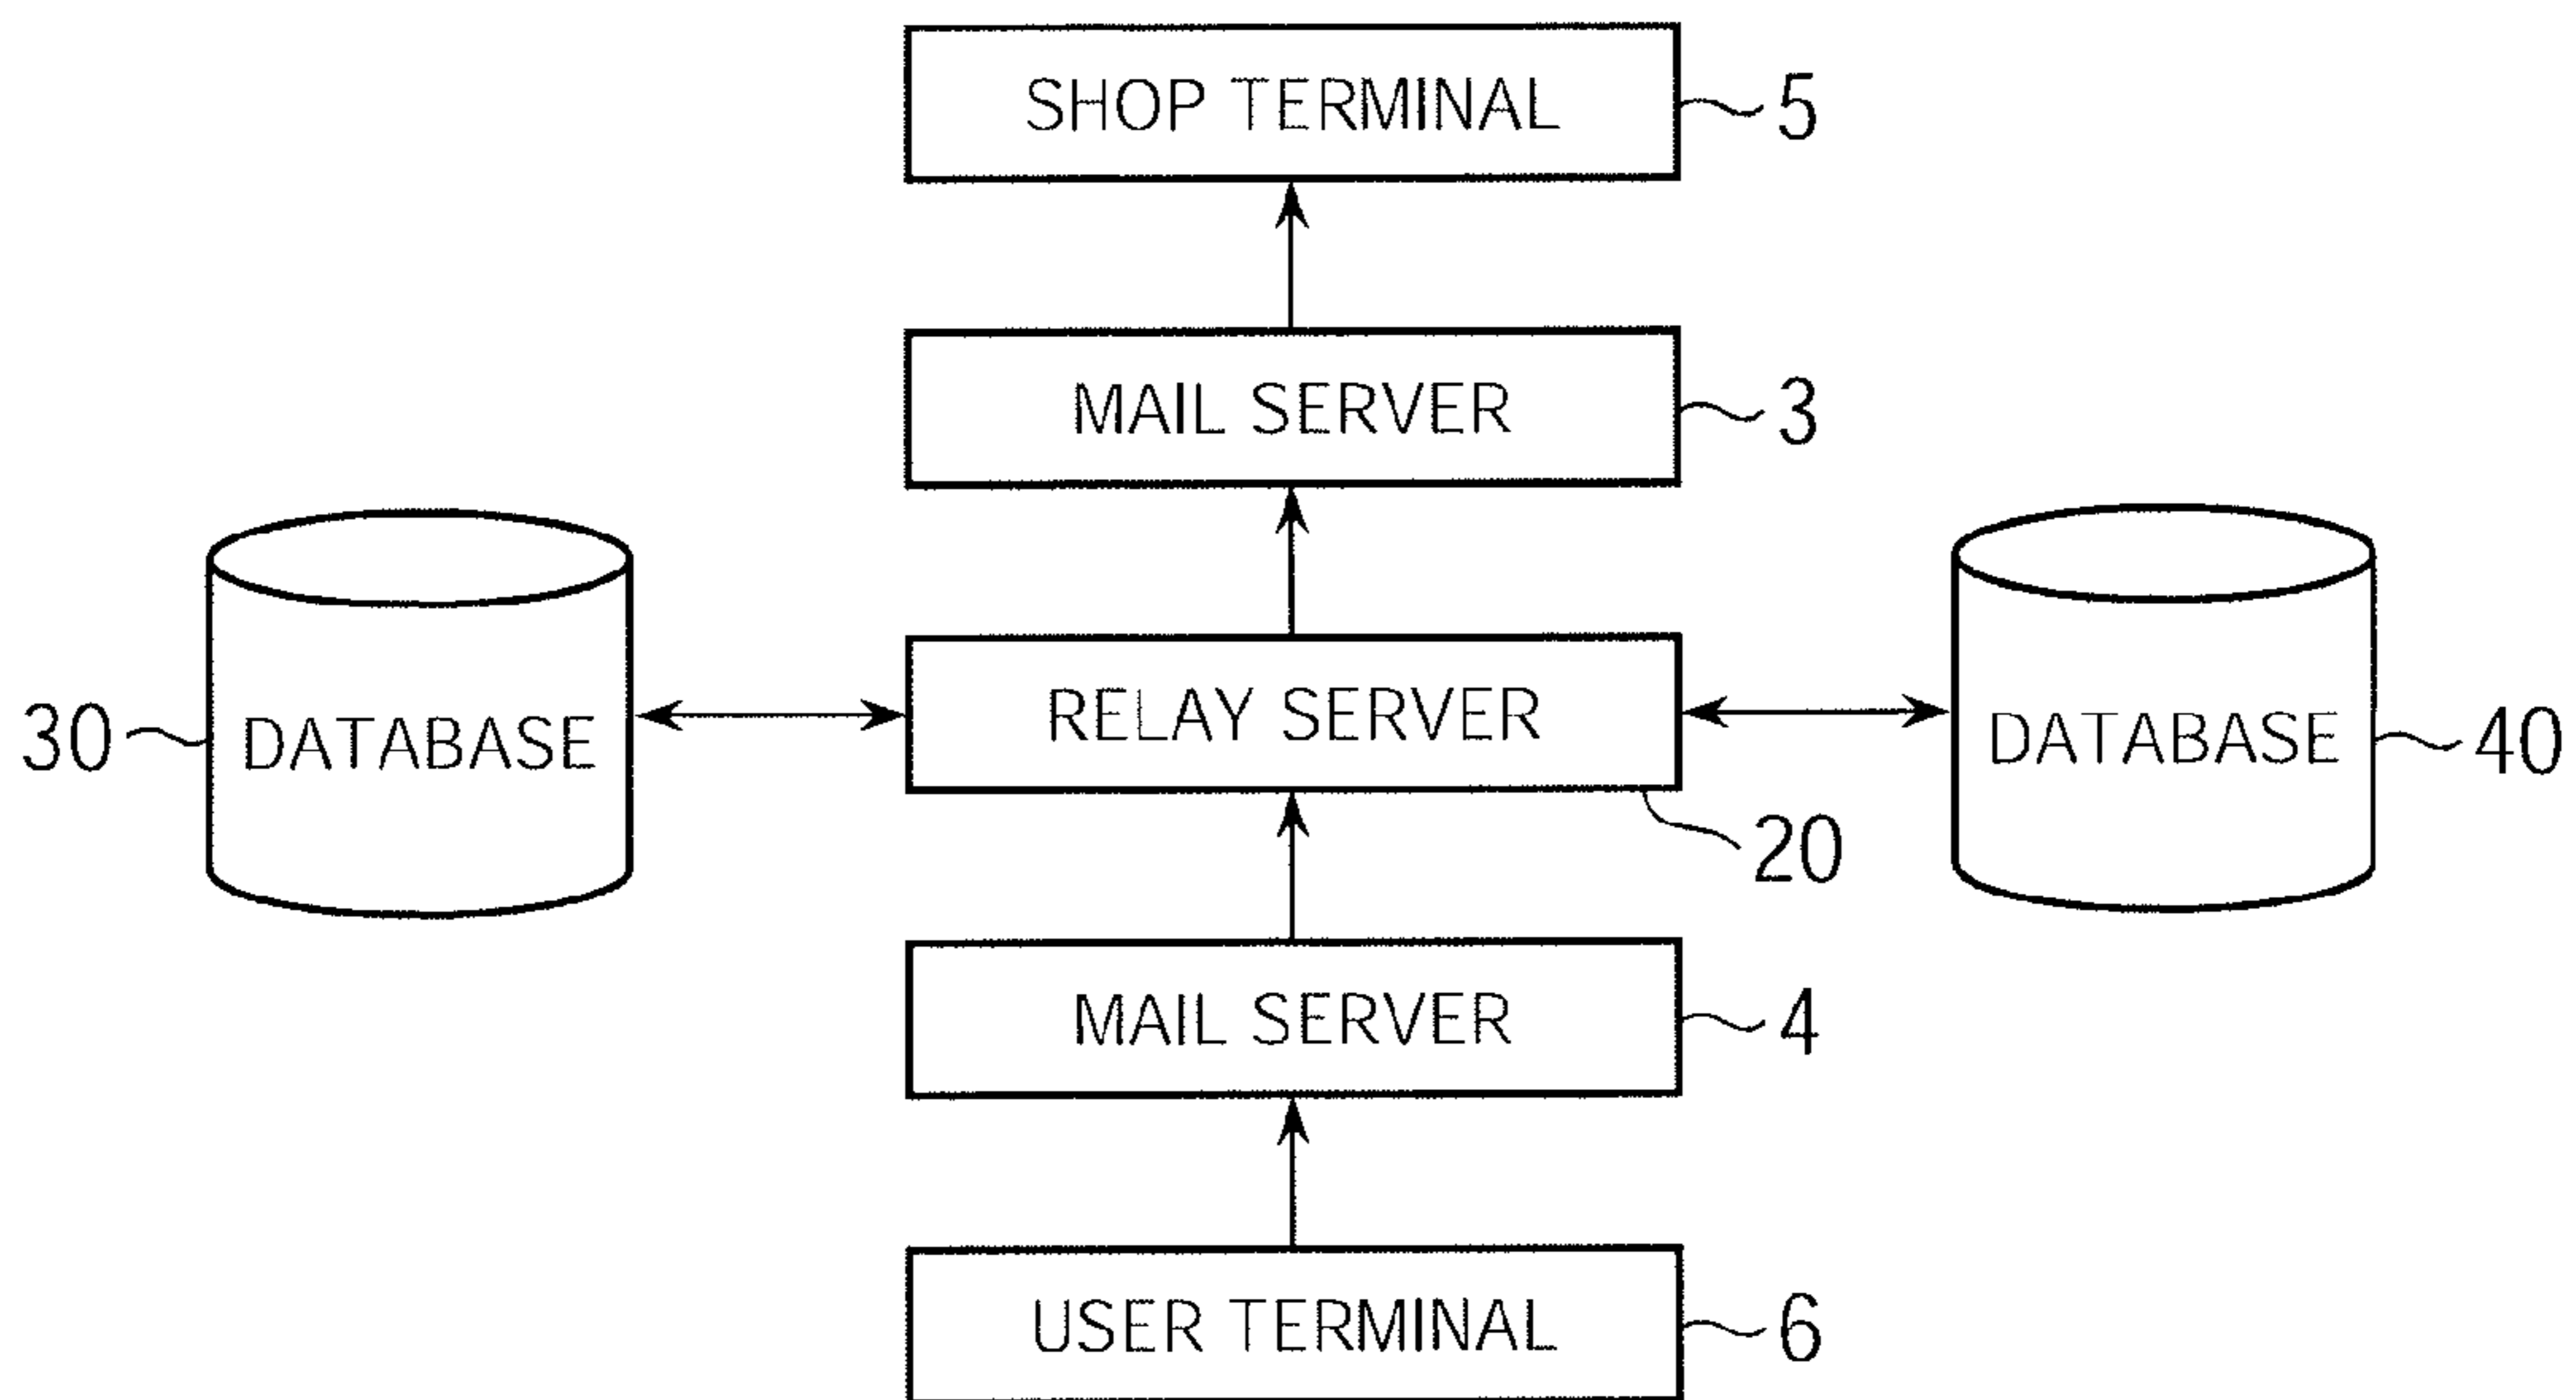 SHOP TERMINAL 5
MAIL SERVER 3
30 DATABASE RELAY SERVER DATABASE 40
20
MAIL SERVER 4
USER TERMINAL 6